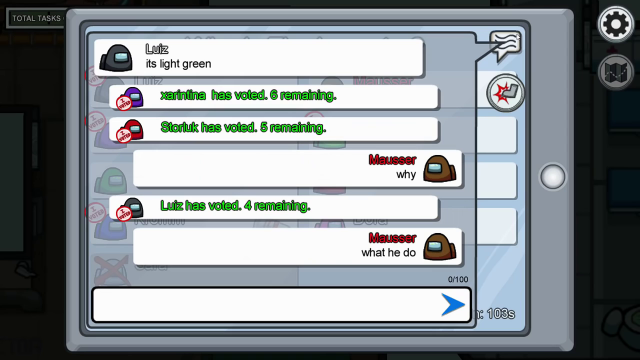 TOTAL TASKS
Luiz
its light green
xarintina has voted. 6 remaining.
Storiuk has voted. 5 remaining.
Mausser
why
Luiz has voted. 4 remaining.
Mausser
what he do
0/100
103s